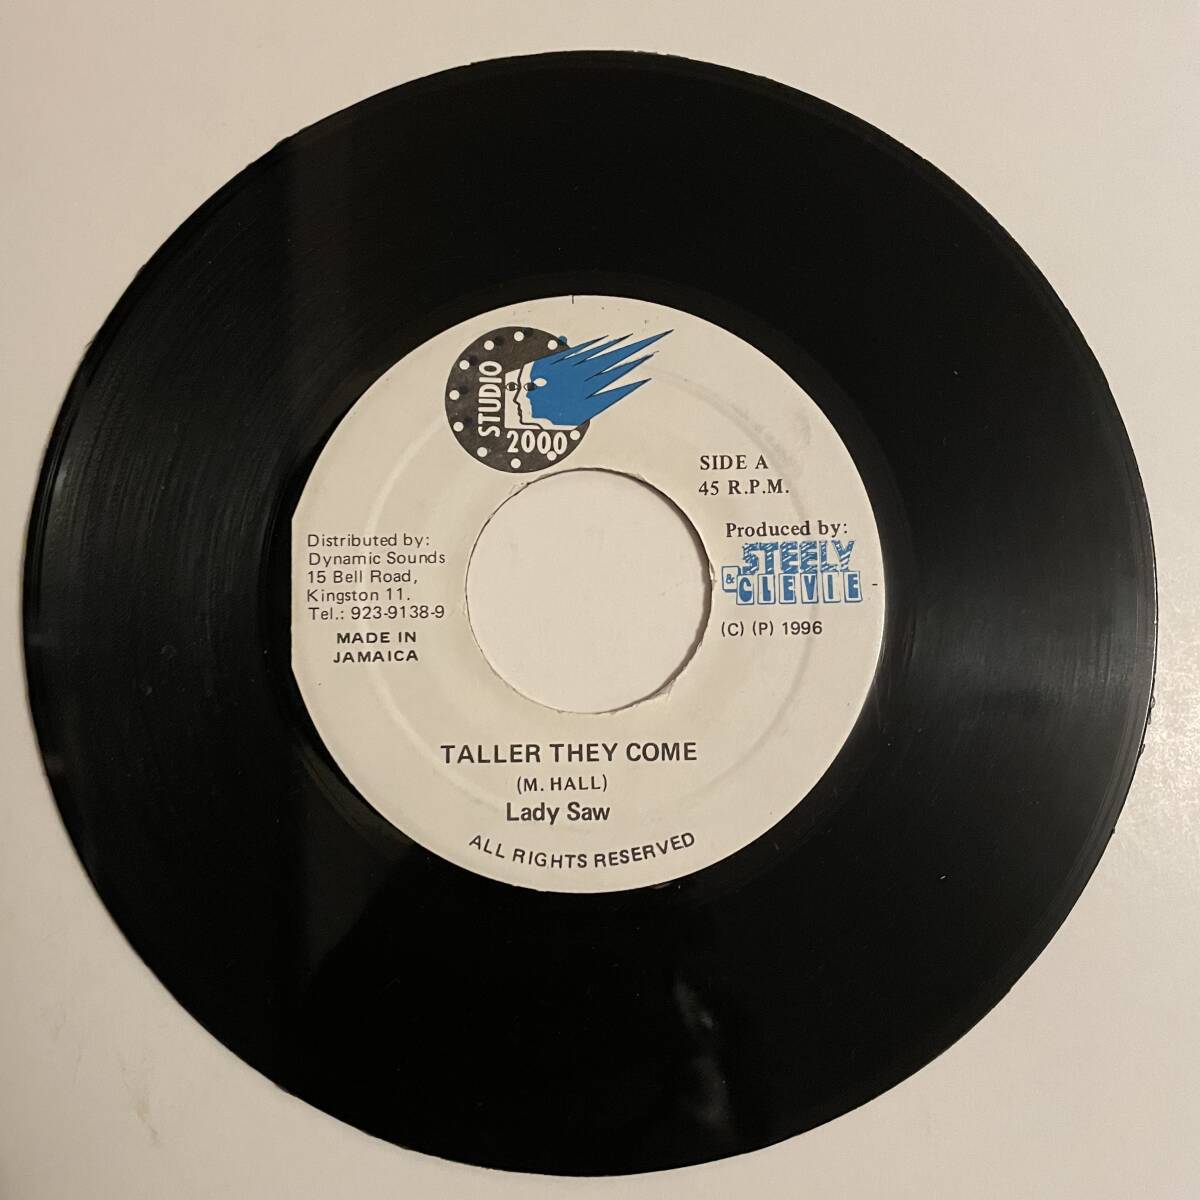 STUDIO
2000
SIDE A
45 R.P.M.
Produced by:
STEELY
& CLEVIE
(C) (P) 1996
Distributed by:
Dynamic Sounds
15 Bell Road,
Kingston 11.
Tel.: 923-9138-9
MADE IN
JAMAICA
TALLER THEY COME
(M. HALL)
Lady Saw
ALL RIGHTS RESERVED